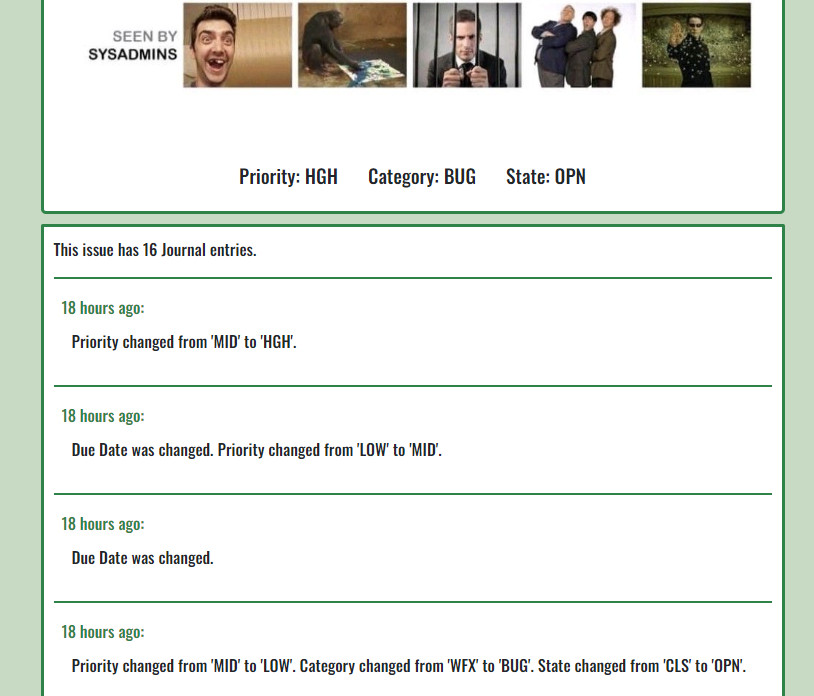 SEEN BY
SYSADMINS
Priority: HGH Category: BUG State: OPN
This issue has 16 Journal entries.
18 hours ago:
Priority changed from 'MID' to 'HGH'.
18 hours ago:
Due Date was changed. Priority changed from 'LOW' to 'MID'.
18 hours ago:
Due Date was changed.
18 hours ago:
Priority changed from 'MID' to 'LOW'. Category changed from 'WFX' to 'BUG'. State changed from 'CLS' to 'OPN'.